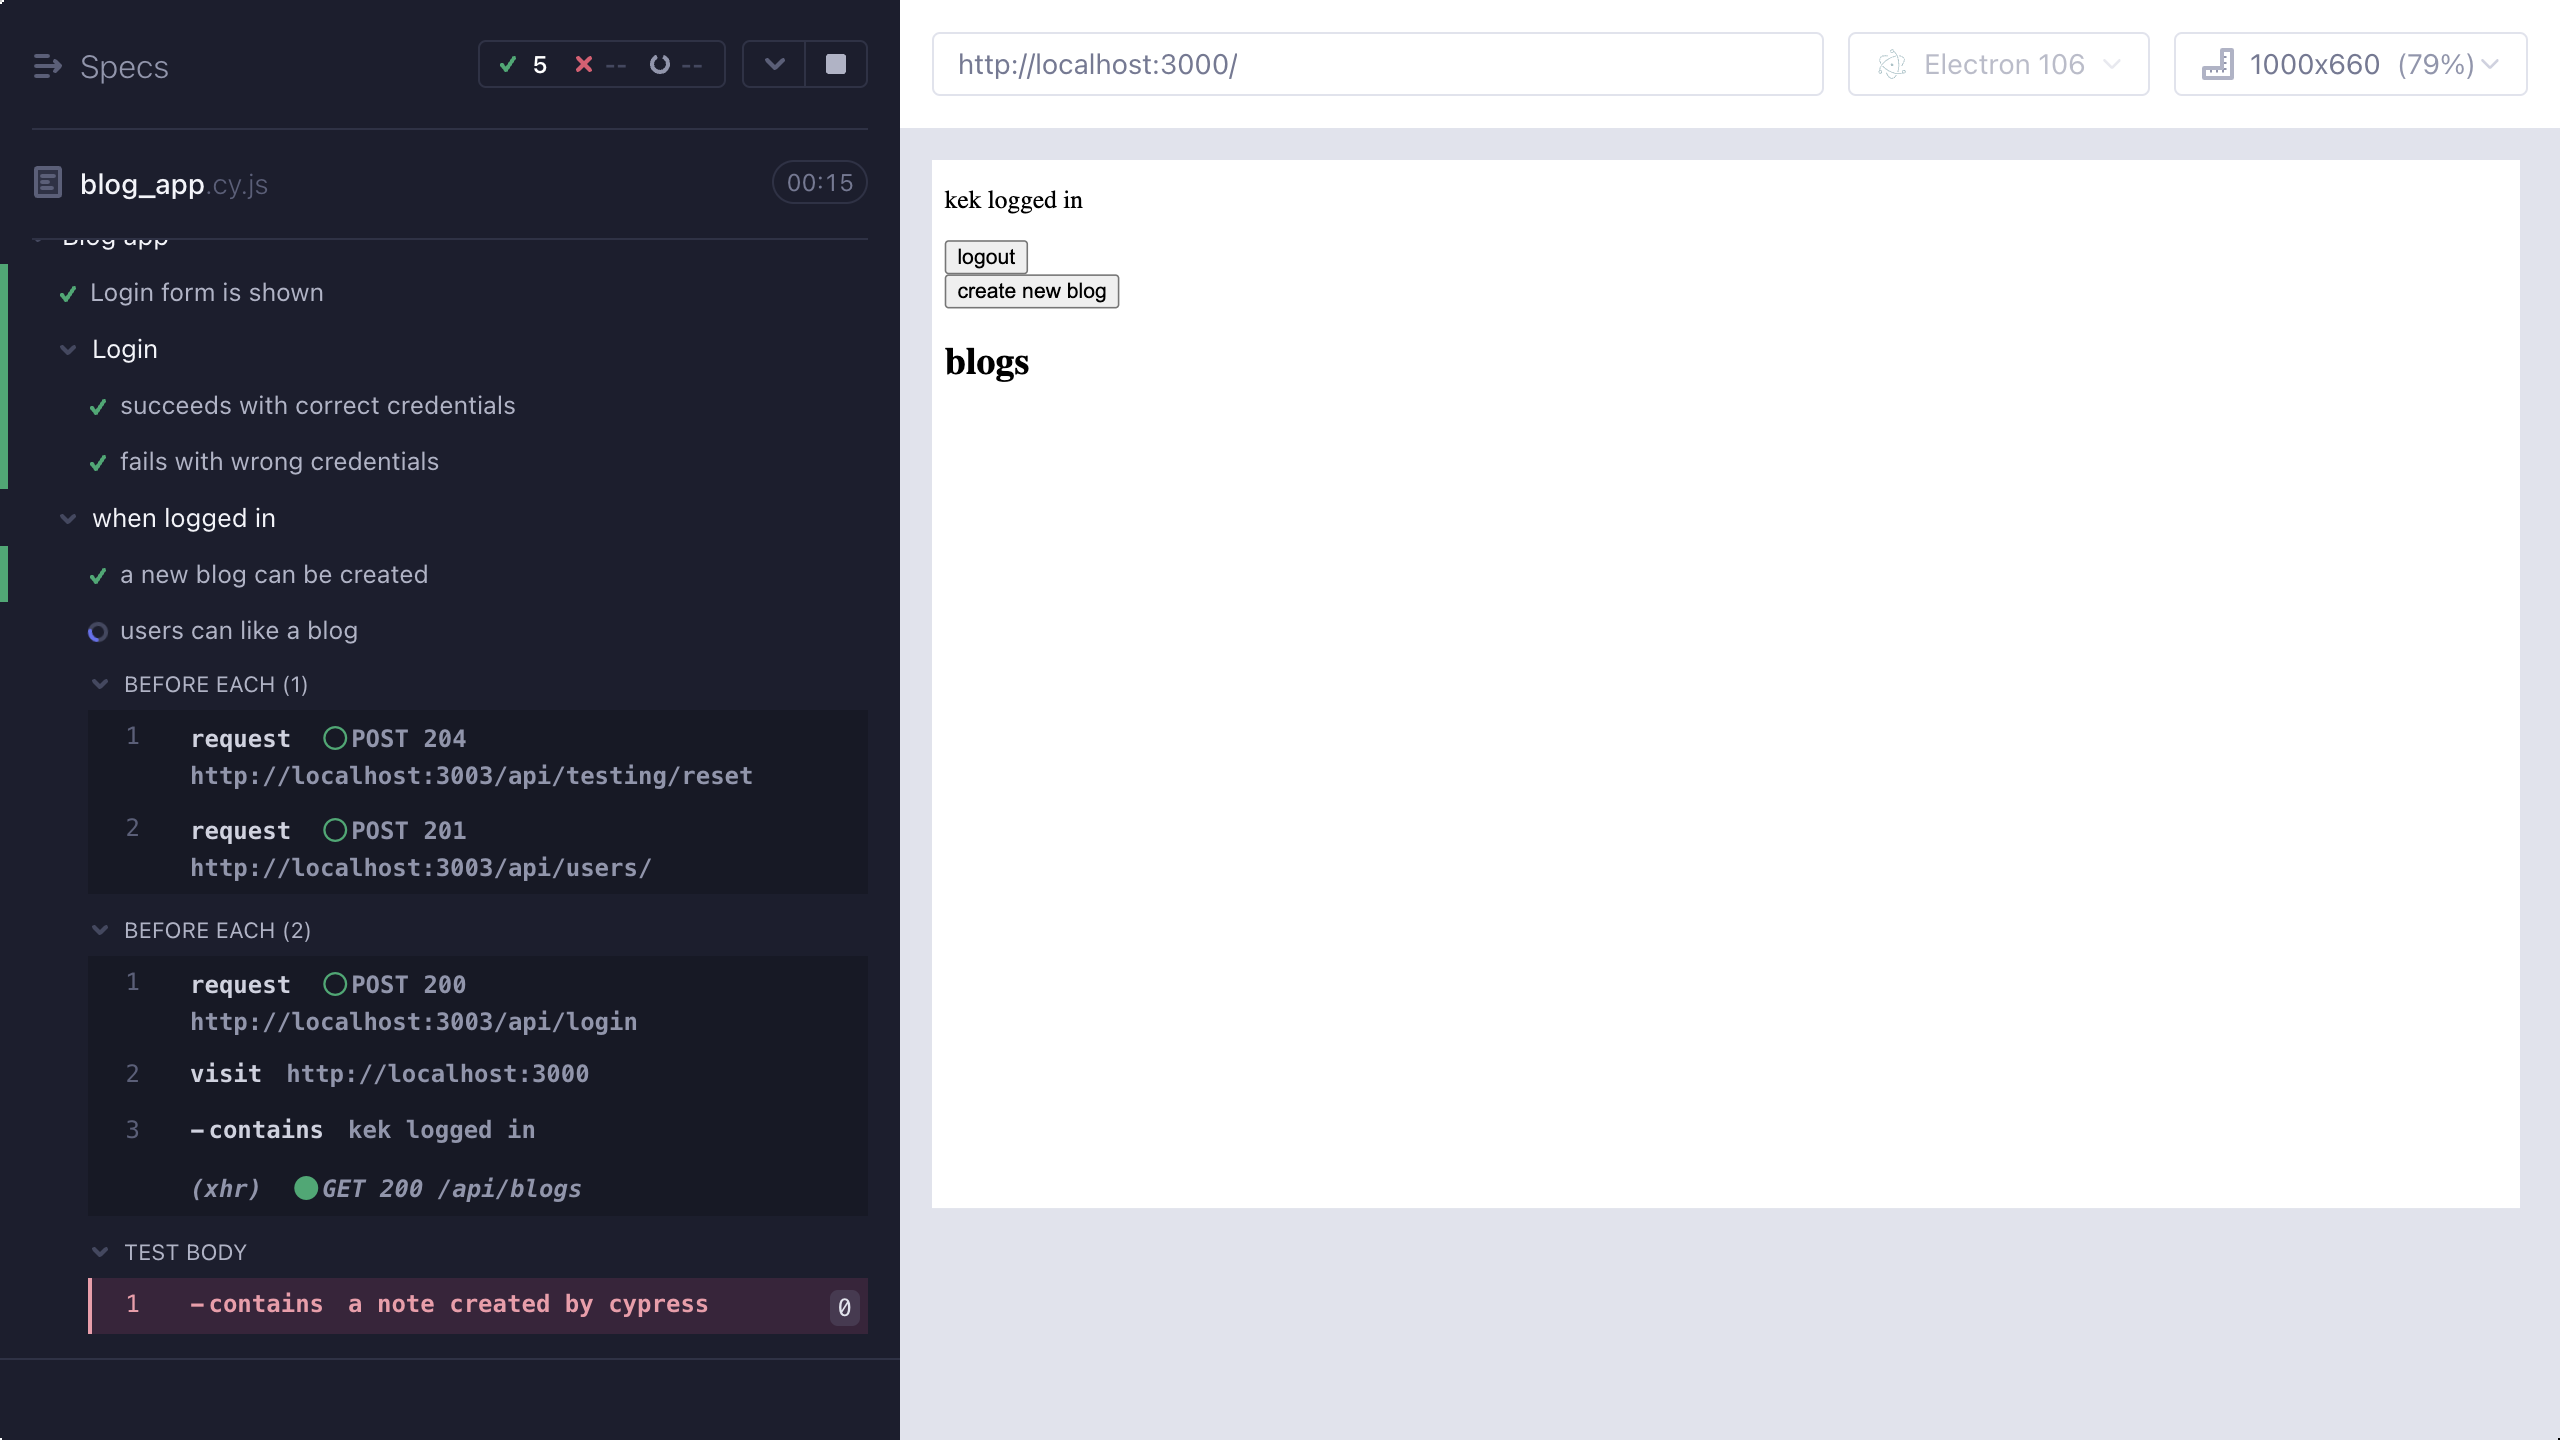 Specs
5 -- --
blog_app.cy.js
00:15
Blog app
Login form is shown
Login
succeeds with correct credentials
fails with wrong credentials
when logged in
a new blog can be created
users can like a blog
BEFORE EACH (1)
1 request POST 204
http://localhost:3003/api/testing/reset
2 request POST 201
http://localhost:3003/api/users/
BEFORE EACH (2)
1 request POST 200
http://localhost:3003/api/login
2 visit http://localhost:3000
3 -contains kek logged in
(xhr) GET 200 /api/blogs
TEST BODY
1 -contains a note created by cypress 0
http://localhost:3000/
Electron 106
1000x660 (79%)
kek logged in
logout
create new blog
blogs